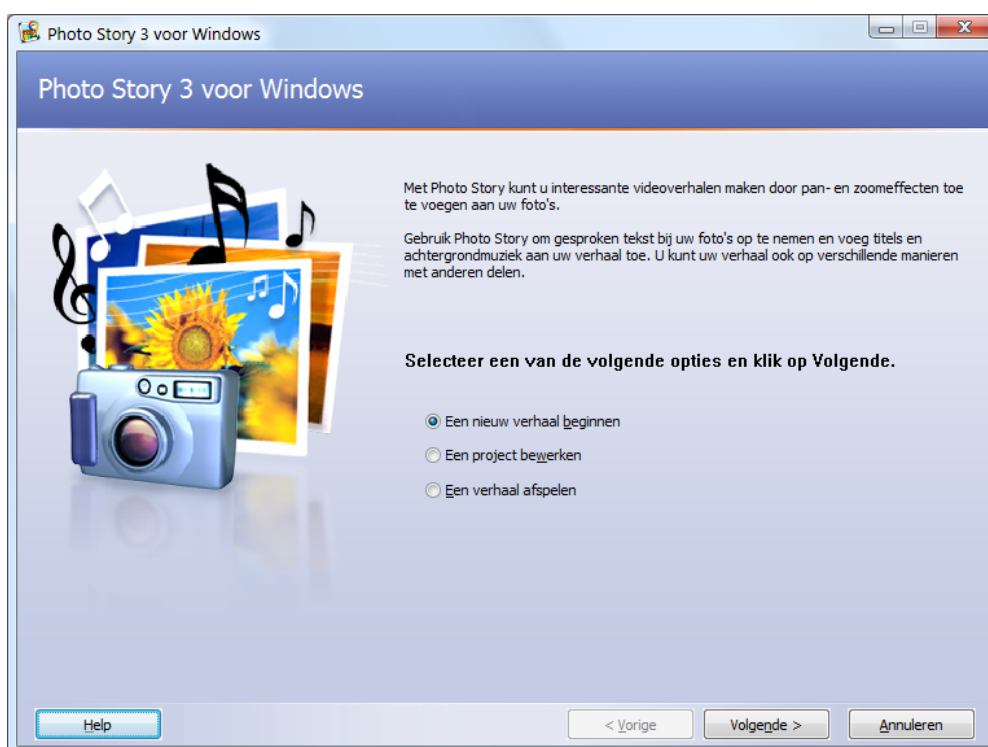 Photo Story 3 voor Windows
Photo Story 3 voor Windows
Met Photo Story kunt u interessante videoverhalen maken door pan- en zoomeffecten toe
te voegen aan uw foto's.
Gebruik Photo Story om gesproken tekst bij uw foto's op te nemen en voeg titels en
achtergrondmuziek aan uw verhaal toe. U kunt uw verhaal ook op verschillende manieren
met anderen delen.
Selecteer een van de volgende opties en klik op Volgende.
Een nieuw verhaal beginnen
Een project bewerken
Een verhaal afspelen
Help
< Vorige
Volgende >
Annuleren